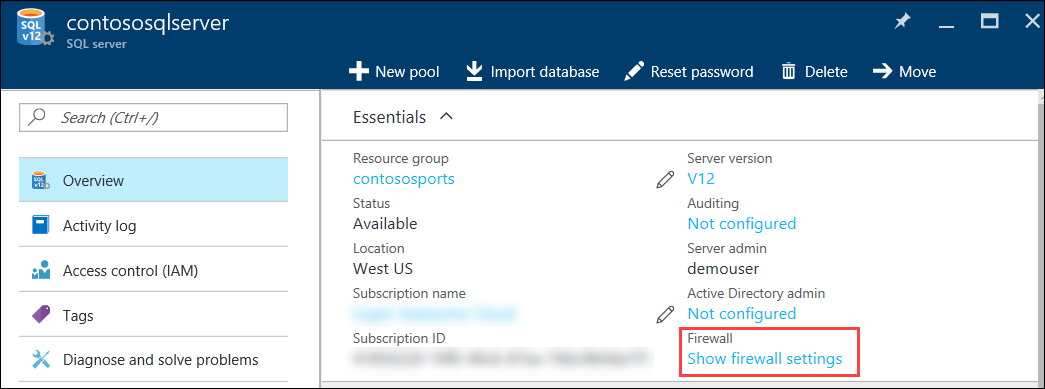 SQL
v12
contososqlserver
SQL server
New pool
Import database
Reset password
Delete
Move
Search (Ctrl+/)
SQL
v12
Overview
Activity log
Access control (IAM)
Tags
Diagnose and solve problems
Essentials
Resource group
contososports
Status
Available
Location
West US
Subscription name
Subscription ID
Server version
V12
Auditing
Not configured
Server admin
demouser
Active Directory admin
Not configured
Firewall
Show firewall settings